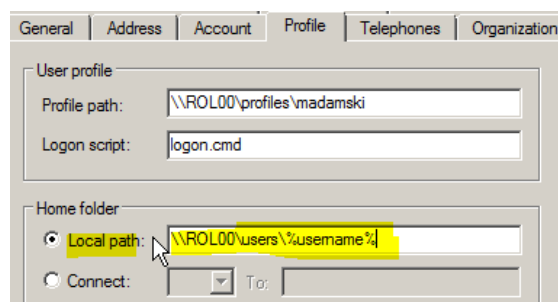 General Address Account Profile Telephones Organization
User profile
Profile path: \\ROL00\profiles\madamski
Logon script: logon.cmd
Home folder
Local path: \\ROL00\users\%username%
Connect: To: